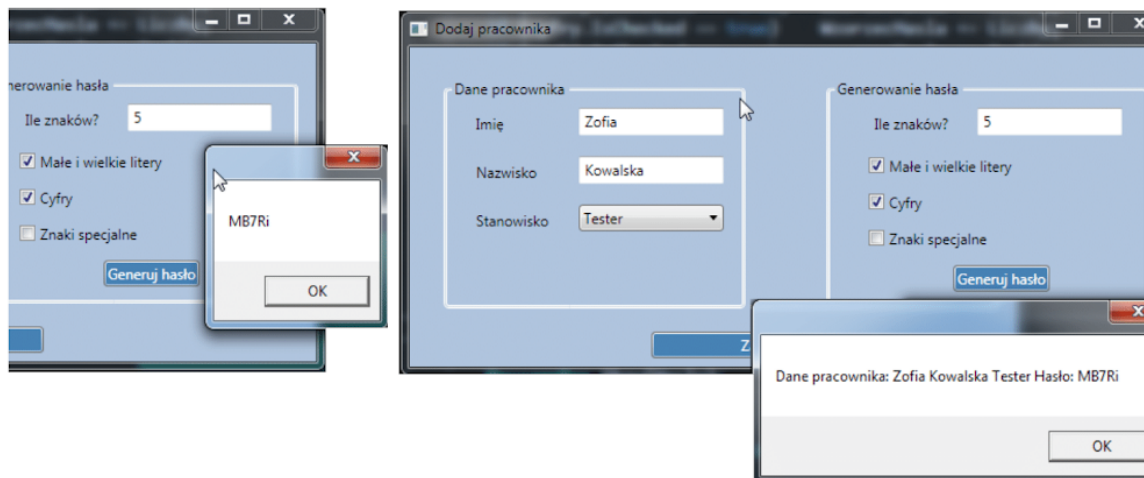 nerowanie hasła
Ile znaków?
5
Małe i wielkie litery
Cyfry
Znaki specjalne
Generuj hasło
MB7Ri
OK
Dodaj pracownika
Dane pracownika
Imię
Zofia
Nazwisko
Kowalska
Stanowisko
Tester
Generowanie hasła
Ile znaków?
5
Małe i wielkie litery
Cyfry
Znaki specjalne
Generuj hasło
Z
Dane pracownika: Zofia Kowalska Tester Hasło: MB7Ri
OK